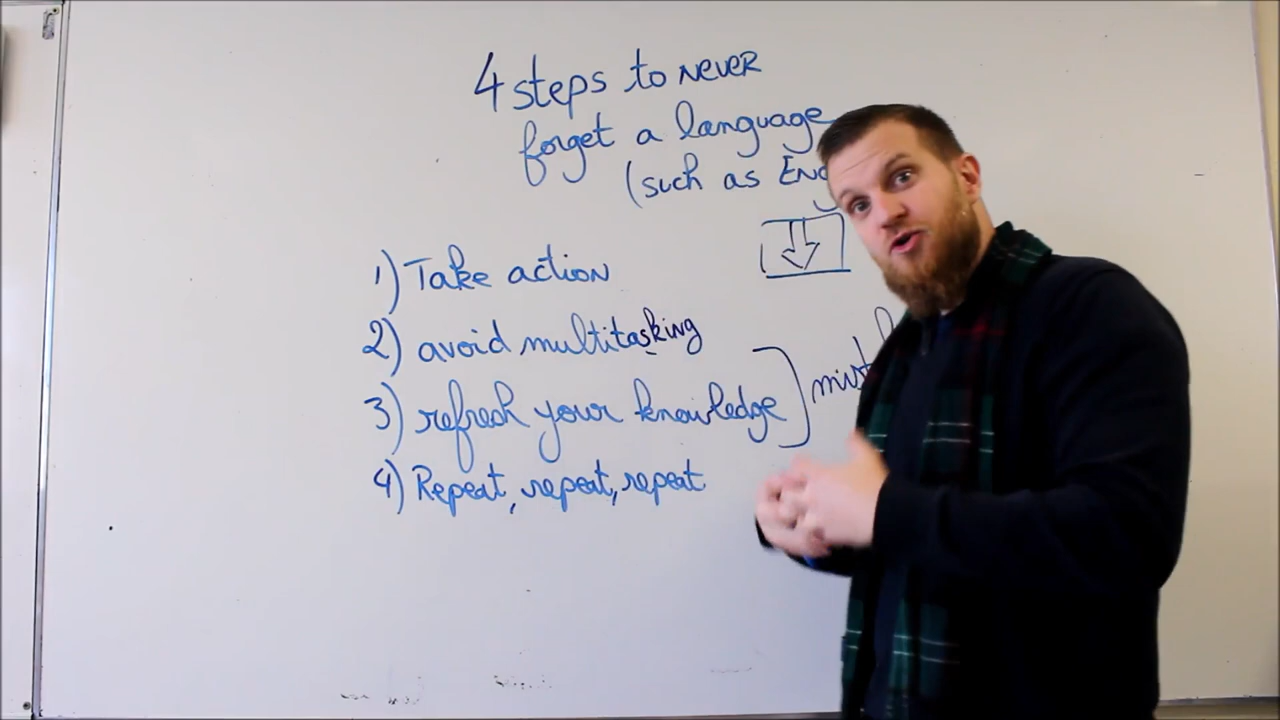 4 steps to never
forget a language
(such as
1) Take action
2) avoid multitasking
3) refresh your knowledge
4) Repeat, repeat, repeat